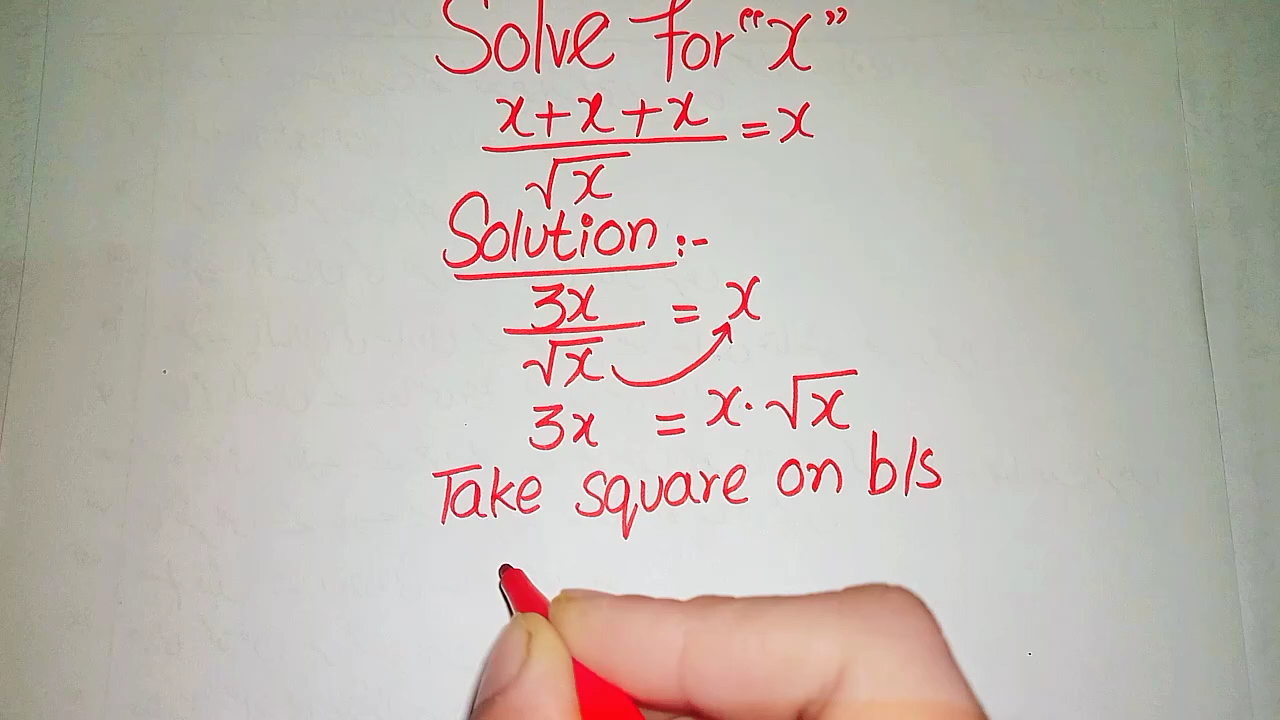 Solve for "x"
x+x+x = x
√x
Solution :-
3x = x
√x
3x = x·√x
Take square on b/s